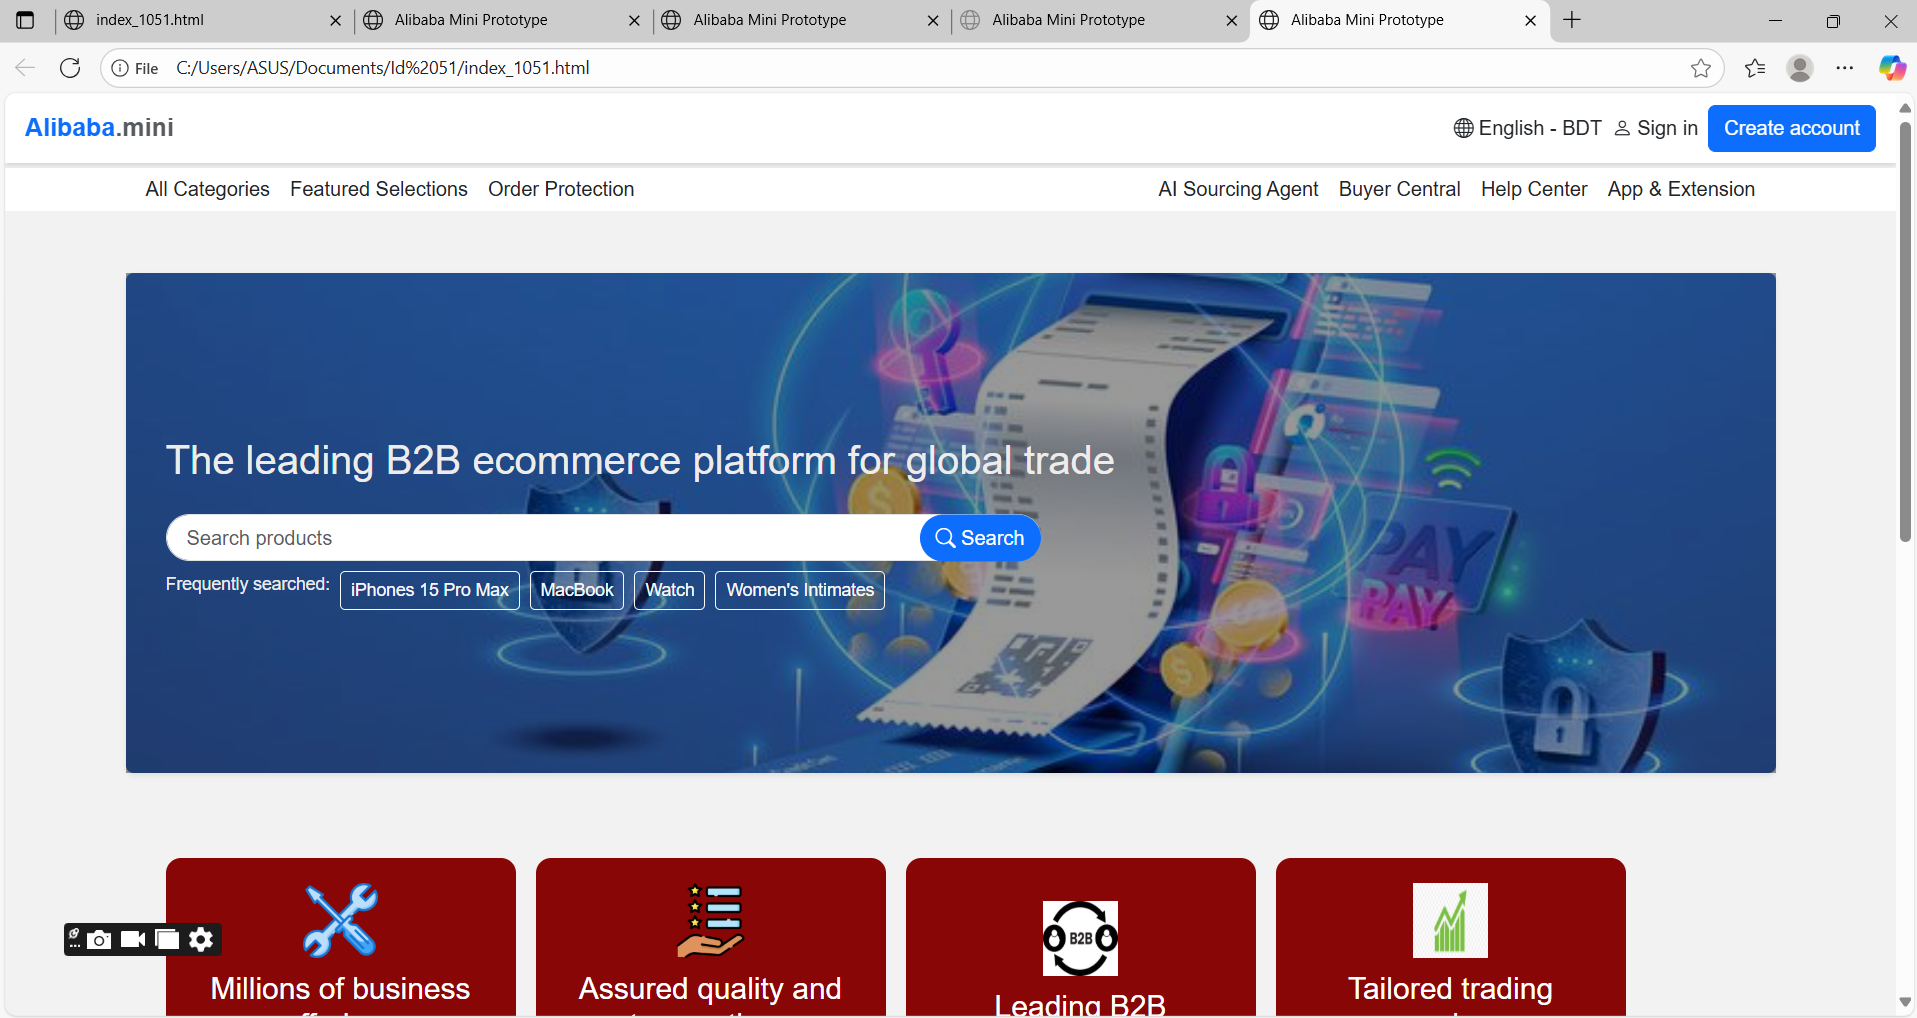 index_1051.html
Alibaba Mini Prototype
Alibaba Mini Prototype
Alibaba Mini Prototype
Alibaba Mini Prototype
File C:/Users/ASUS/Documents/Id%2051/index_1051.html
Alibaba.mini
English - BDT
Sign in
Create account
All Categories
Featured Selections
Order Protection
AI Sourcing Agent
Buyer Central
Help Center
App & Extension
The leading B2B ecommerce platform for global trade
Search products
Search
Frequently searched:
iPhones 15 Pro Max
MacBook
Watch
Women's Intimates
PAY
PAY
B2B
Millions of business
Assured quality and
Leading B2B
Tailored trading